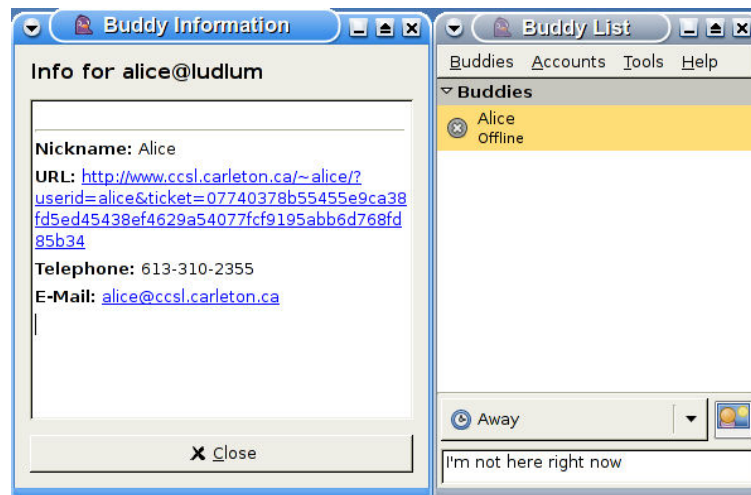 Buddy Information
Info for alice@ludlum
Nickname: Alice
URL: http://www.ccsl.carleton.ca/~alice/?
userid=alice&ticket=07740378b55455e9ca38
fd5ed45438ef4629a54077fcf9195abb6d768fd
85b34
Telephone: 613-310-2355
E-Mail: alice@ccsl.carleton.ca
Close
Buddy List
Buddies Accounts Tools Help
Buddies
Alice
Offline
Away
I'm not here right now